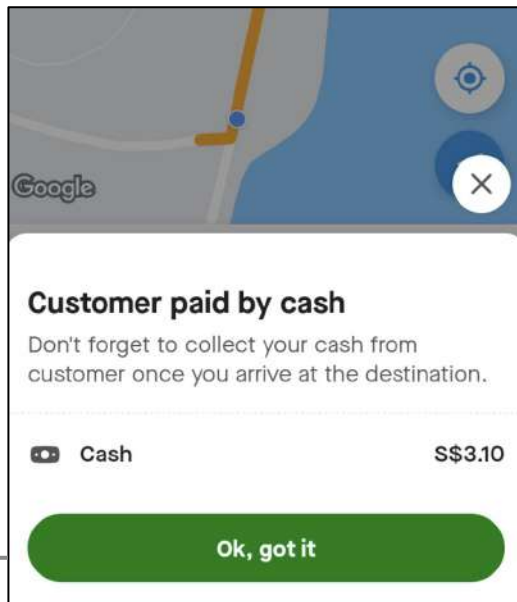 Google
Customer paid by cash
Don't forget to collect your cash from
customer once you arrive at the destination.
Cash S$3.10
Ok, got it